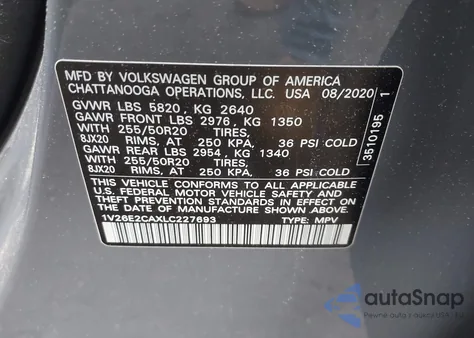 MFD BY VOLKSWAGEN GROUP OF AMERICA
CHATTANOOGA OPERATIONS, LLC. USA 08/2020
GVWR LBS 5820, KG 2640
GAWR FRONT LBS 2976, KG 1350
WITH 255/50R20 TIRES,
8JX20 RIMS, AT 250 KPA, 36 PSI COLD
GAWR REAR LBS 2954, KG 1340
WITH 255/50R20 TIRES,
8JX20 RIMS, AT 250 KPA, 36 PSI COLD
THIS VEHICLE CONFORMS TO ALL APPLICABLE
U.S. FEDERAL MOTOR VEHICLE SAFETY AND
THEFT PREVENTION STANDARDS IN EFFECT
ON THE DATE OF MANUFACTURE SHOWN ABOVE.
1V26E2CAXLC227693 TYPE: MPV
3510195 1
autoSnap
Pewne auto z USA